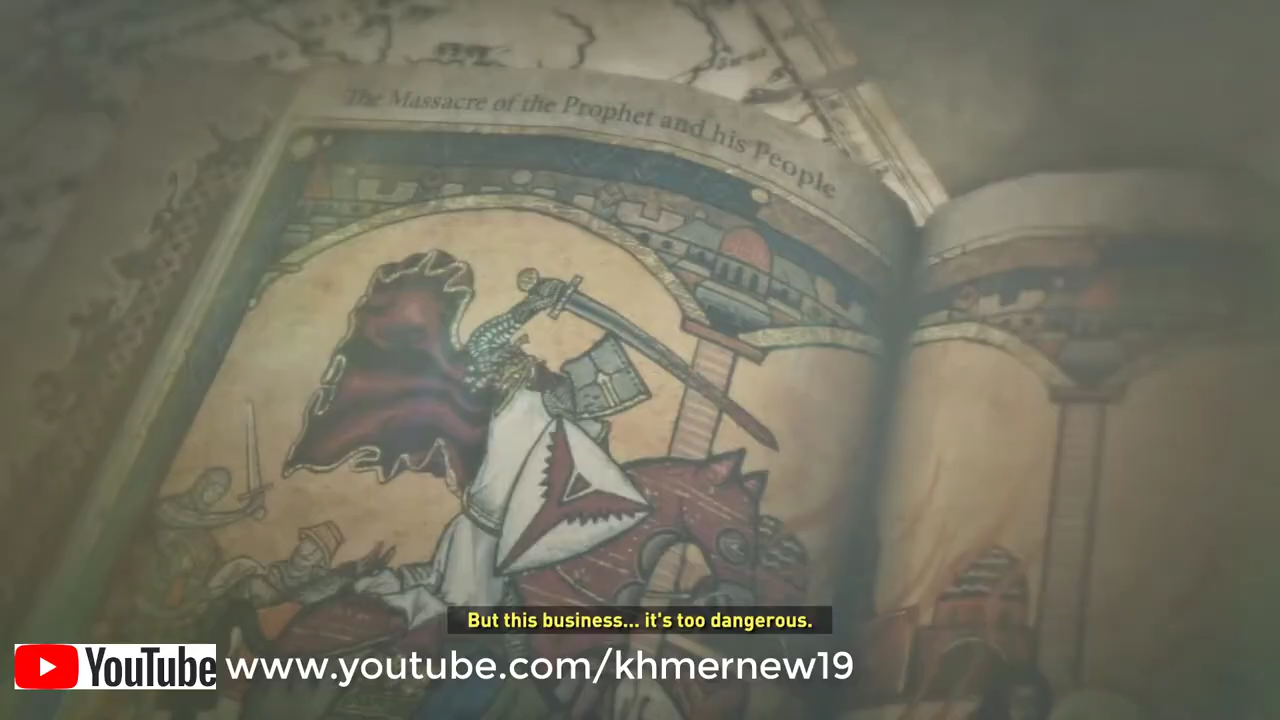 The Massacre of the Prophet and his People
But this business... it's too dangerous.
YouTube www.youtube.com/khmernew19